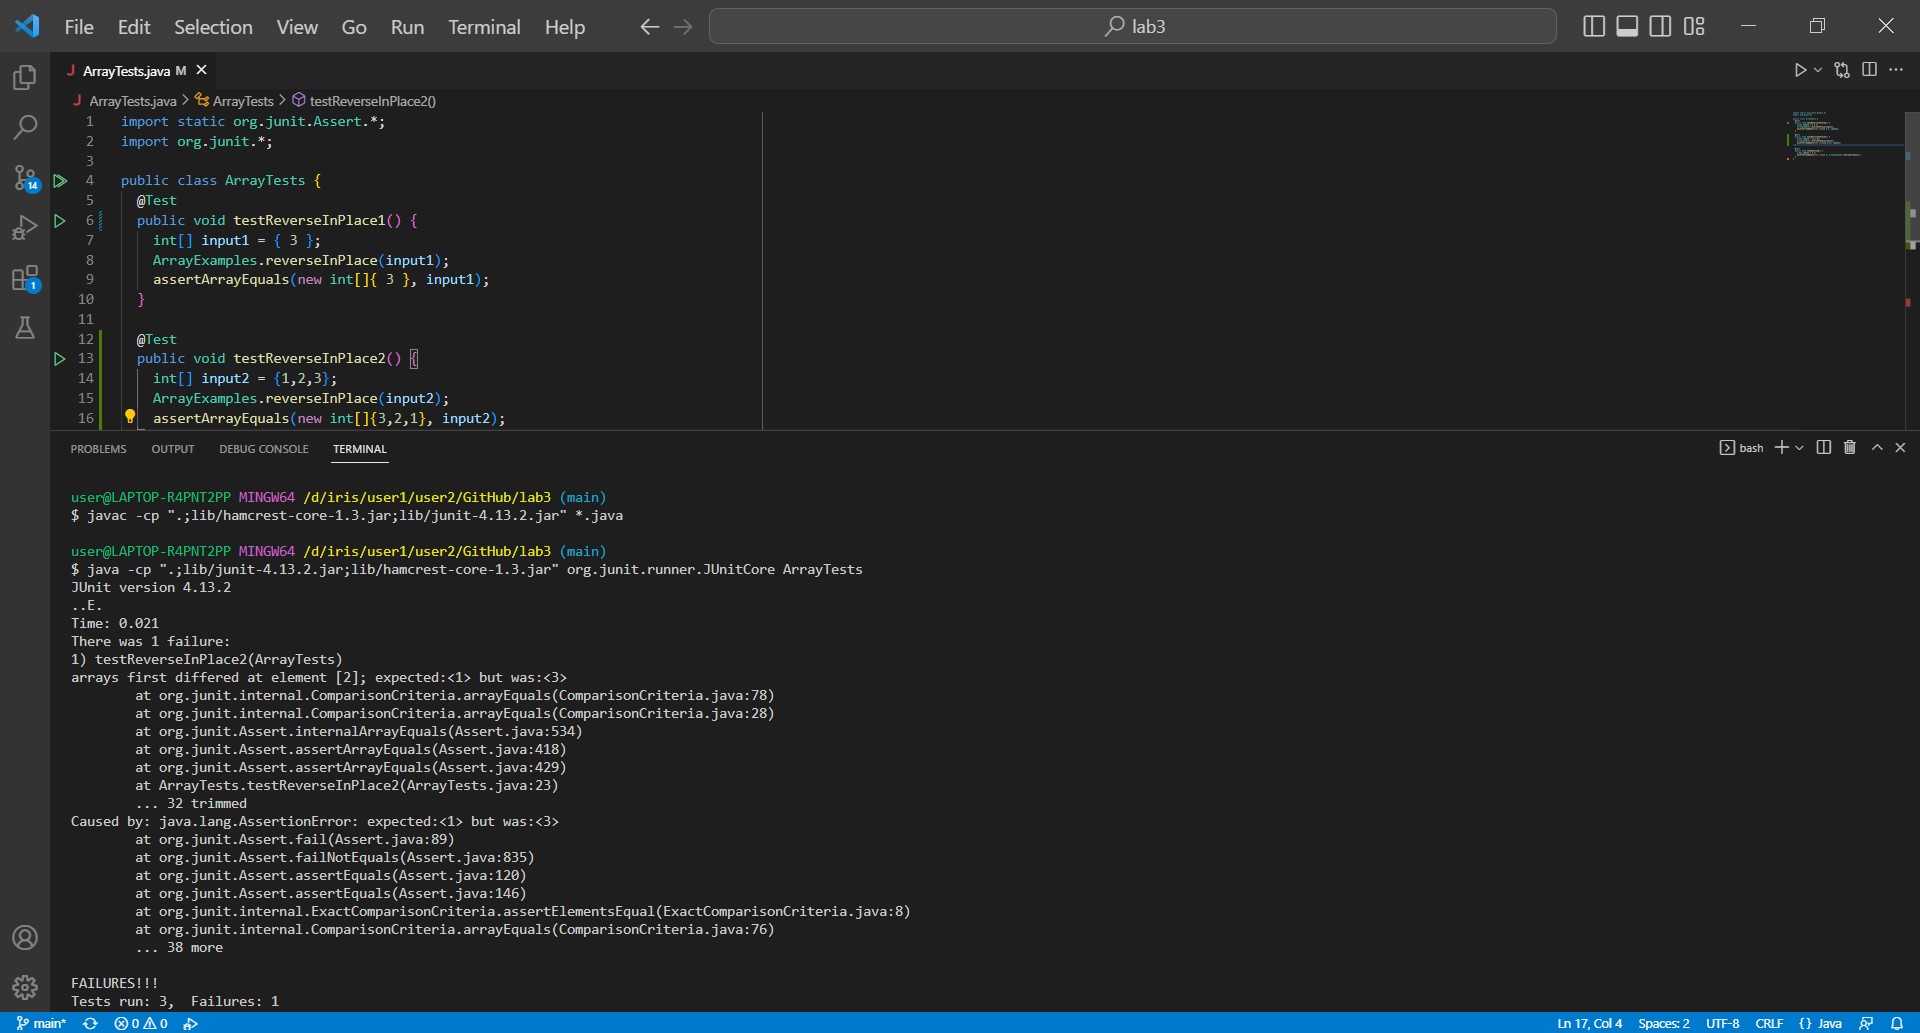 File Edit Selection View Go Run Terminal Help lab3
ArrayTests.java M
ArrayTests.java > ArrayTests > testReverseInPlace2()
1 import static org.junit.Assert.*;
2 import org.junit.*;
3
4 public class ArrayTests {
5 @Test
6 public void testReverseInPlace1() {
7 int[] input1 = { 3 };
8 ArrayExamples.reverseInPlace(input1);
9 assertArrayEquals(new int[]{ 3 }, input1);
10 }
11
12 @Test
13 public void testReverseInPlace2() {
14 int[] input2 = {1,2,3};
15 ArrayExamples.reverseInPlace(input2);
16 assertArrayEquals(new int[]{3,2,1}, input2);
14
1
PROBLEMS OUTPUT DEBUG CONSOLE TERMINAL bash
user@LAPTOP-R4PNT2PP MINGW64 /d/iris/user1/user2/GitHub/lab3 (main)
$ javac -cp ".;lib/hamcrest-core-1.3.jar;lib/junit-4.13.2.jar" *.java
user@LAPTOP-R4PNT2PP MINGW64 /d/iris/user1/user2/GitHub/lab3 (main)
$ java -cp ".;lib/junit-4.13.2.jar;lib/hamcrest-core-1.3.jar" org.junit.runner.JUnitCore ArrayTests
JUnit version 4.13.2
..E.
Time: 0.021
There was 1 failure:
1) testReverseInPlace2(ArrayTests)
arrays first differed at element [2]; expected:<1> but was:<3>
at org.junit.internal.ComparisonCriteria.arrayEquals(ComparisonCriteria.java:78)
at org.junit.internal.ComparisonCriteria.arrayEquals(ComparisonCriteria.java:28)
at org.junit.Assert.internalArrayEquals(Assert.java:534)
at org.junit.Assert.assertArrayEquals(Assert.java:418)
at org.junit.Assert.assertArrayEquals(Assert.java:429)
at ArrayTests.testReverseInPlace2(ArrayTests.java:23)
... 32 trimmed
Caused by: java.lang.AssertionError: expected:<1> but was:<3>
at org.junit.Assert.fail(Assert.java:89)
at org.junit.Assert.failNotEquals(Assert.java:835)
at org.junit.Assert.assertEquals(Assert.java:120)
at org.junit.Assert.assertEquals(Assert.java:146)
at org.junit.internal.ExactComparisonCriteria.assertElementsEqual(ExactComparisonCriteria.java:8)
at org.junit.internal.ComparisonCriteria.arrayEquals(ComparisonCriteria.java:76)
... 38 more
FAILURES!!!
Tests run: 3,  Failures: 1
main* 0 0 Ln 17, Col 4 Spaces: 2 UTF-8 CRLF {} Java